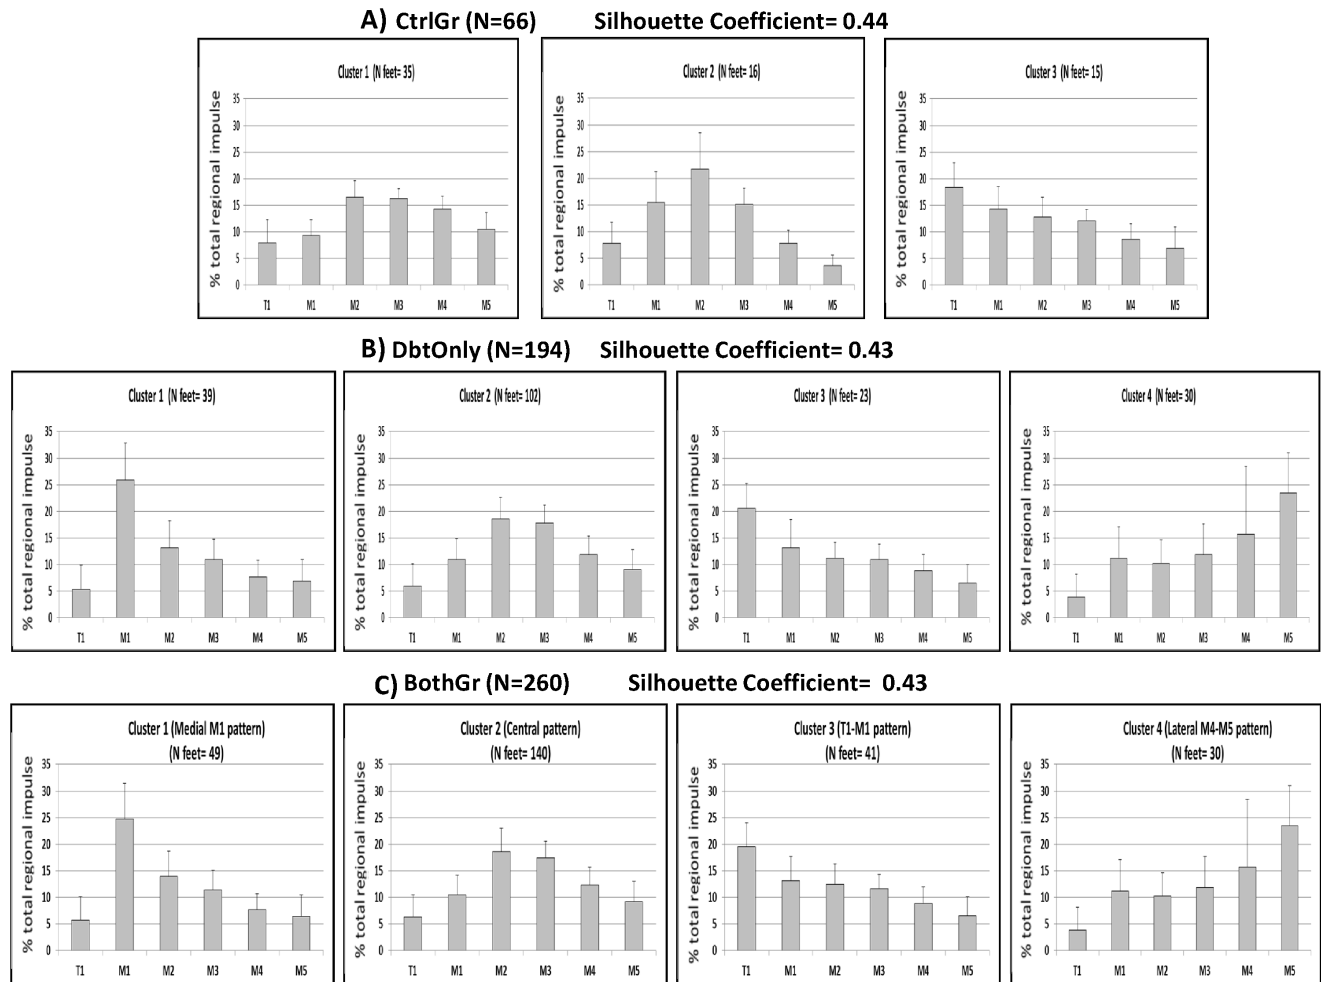 A) CtrlGr (N=66) Silhouette Coefficient= 0.44
Cluster 1 (N feet= 35)
% total regional impulse
35
30
25
20
15
10
5
0
T1 M1 M2 M3 M4 M5
Cluster 2 (N feet= 16)
% total regional impulse
35
30
25
20
15
10
5
0
T1 M1 M2 M3 M4 M5
Cluster 3 (N feet= 15)
% total regional impulse
35
30
25
20
15
10
5
0
T1 M1 M2 M3 M4 M5
B) DbtOnly (N=194) Silhouette Coefficient= 0.43
Cluster 1 (N feet= 39)
% total regional impulse
35
30
25
20
15
10
5
0
T1 M1 M2 M3 M4 M5
Cluster 2 (N feet= 102)
% total regional impulse
35
30
25
20
15
10
5
0
T1 M1 M2 M3 M4 M5
Cluster 3 (N feet= 23)
% total regional impulse
35
30
25
20
15
10
5
0
T1 M1 M2 M3 M4 M5
Cluster 4 (N feet= 30)
% total regional impulse
35
30
25
20
15
10
5
0
T1 M1 M2 M3 M4 M5
C) BothGr (N=260) Silhouette Coefficient= 0.43
Cluster 1 (Medial M1 pattern)
(N feet= 49)
% total regional impulse
35
30
25
20
15
10
5
0
T1 M1 M2 M3 M4 M5
Cluster 2 (Central pattern)
(N feet= 140)
% total regional impulse
35
30
25
20
15
10
5
0
T1 M1 M2 M3 M4 M5
Cluster 3 (T1-M1 pattern)
(N feet= 41)
% total regional impulse
35
30
25
20
15
10
5
0
T1 M1 M2 M3 M4 M5
Cluster 4 (Lateral M4-M5 pattern)
(N feet= 30)
% total regional impulse
35
30
25
20
15
10
5
0
T1 M1 M2 M3 M4 M5